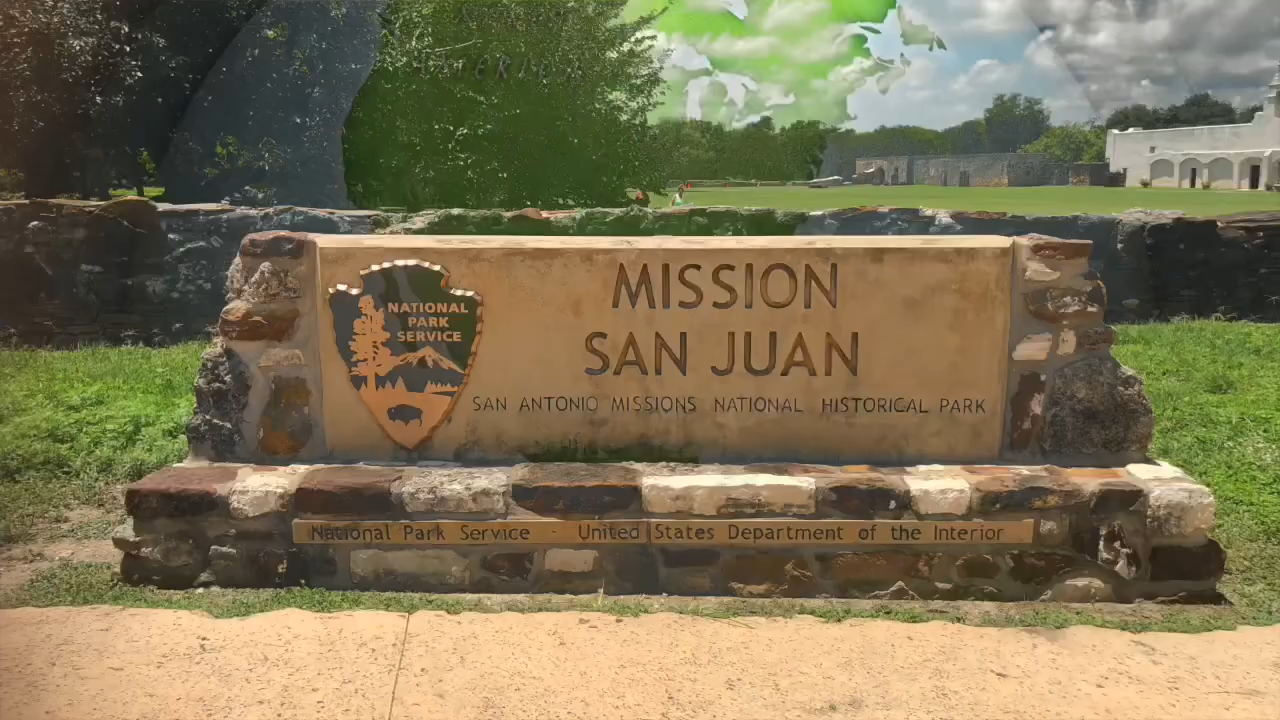 NATIONAL
PARK
SERVICE
MISSION
SAN JUAN
SAN ANTONIO MISSIONS NATIONAL HISTORICAL PARK
National Park Service - United States Department of the Interior